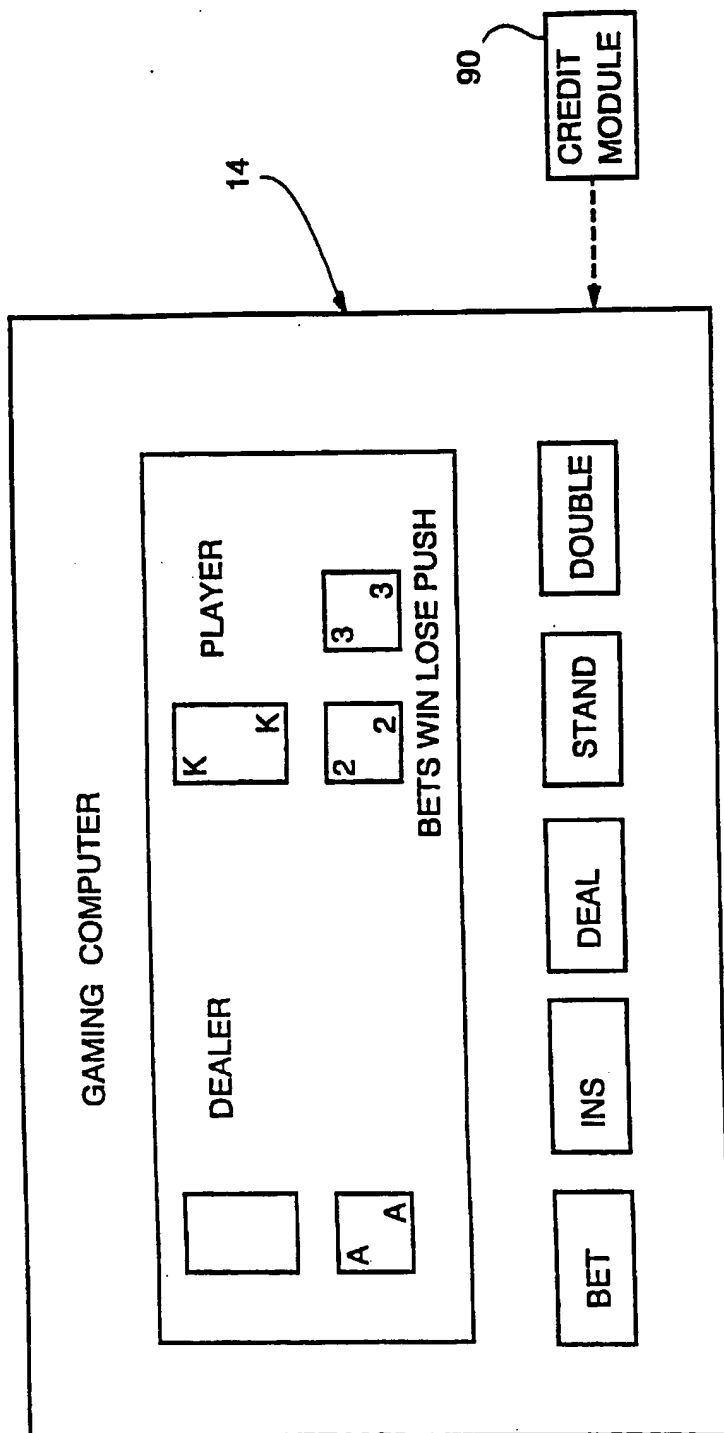 GAMING COMPUTER
14
90
CREDIT
MODULE
DEALER
PLAYER
K
K
A
A
2
2
3
3
BETS WIN LOSE PUSH
BET
INS
DEAL
STAND
DOUBLE